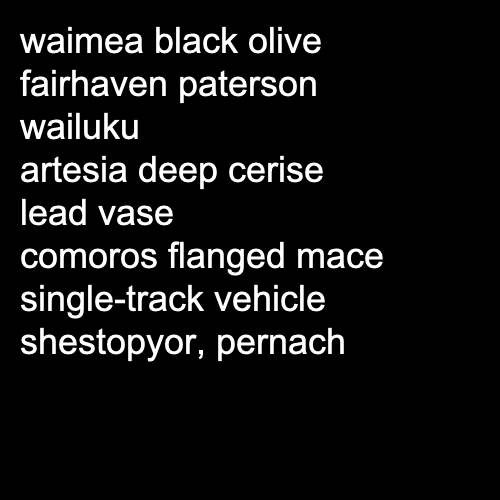 waimea black olive
fairhaven paterson
wailuku
artesia deep cerise
lead vase
comoros flanged mace
single-track vehicle
shestopyor, pernach